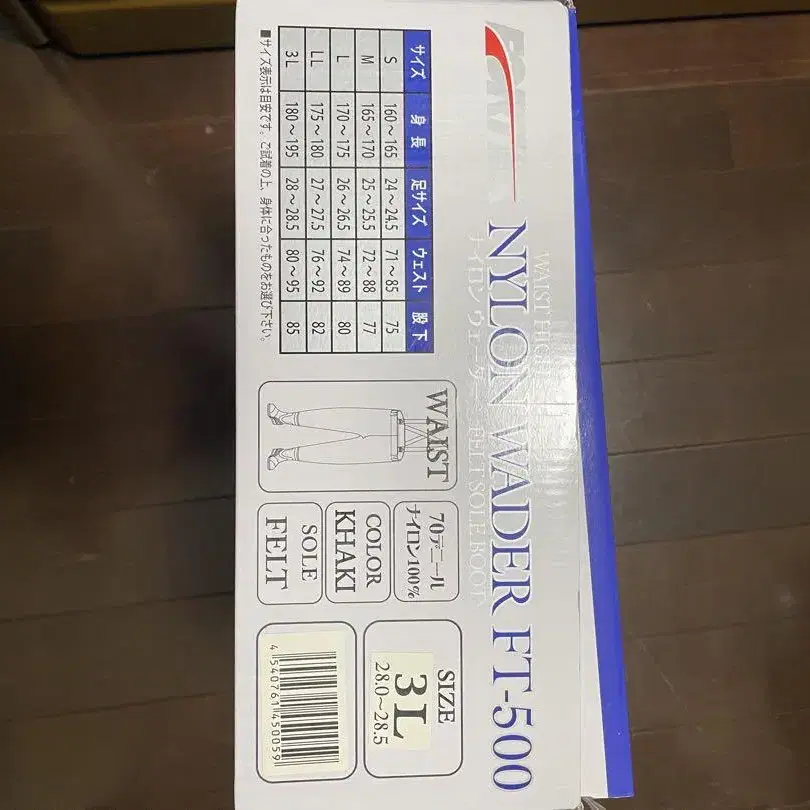 WAIST HIGH
NYLON WADER FT-500
ナイロン ウェーダー FELT SOLE BOOT
サイズ 身長 足サイズ ウェスト 股下
S 160～165 24～24.5 71～85 75
M 165～170 25～25.5 72～88 77
L 170～175 26～26.5 74～89 80
LL 175～180 27～27.5 76～92 82
3L 180～195 28～28.5 80～95 85
■サイズ表示は目安です。ご試着の上、身体に合ったものをお選び下さい。
WAIST
70デニール
ナイロン100%
COLOR
KHAKI
SOLE
FELT
SIZE
3L
28.0～28.5
4540761450059